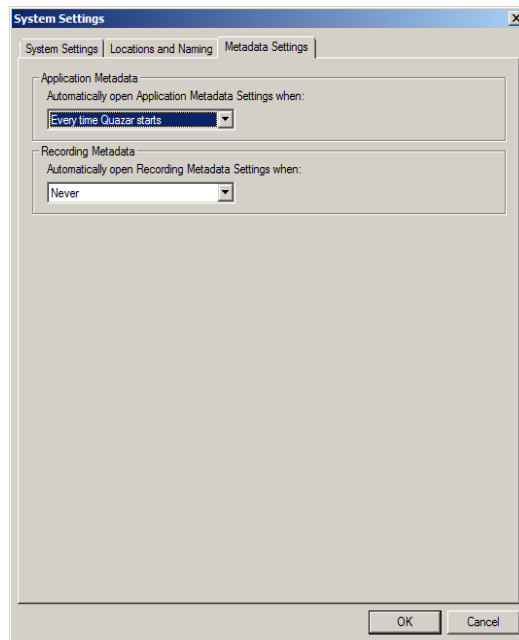 System Settings
System Settings Locations and Naming Metadata Settings
Application Metadata
Automatically open Application Metadata Settings when:
Every time Quazar starts
Recording Metadata
Automatically open Recording Metadata Settings when:
Never
OK Cancel